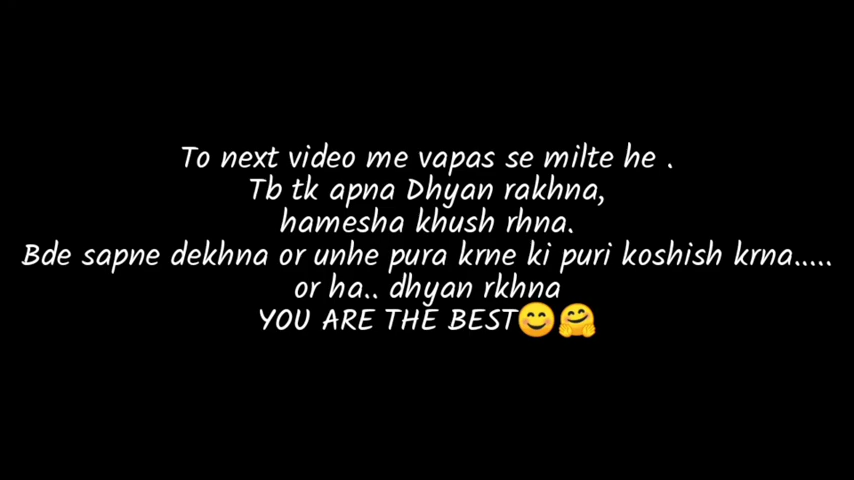 To next video me vapas se milte he .
Tb tk apna Dhyan rakhna,
hamesha khush rhna.
Bde sapne dekhna or unhe pura krne ki puri koshish krna.....
or ha.. dhyan rkhna
YOU ARE THE BEST😊🤗